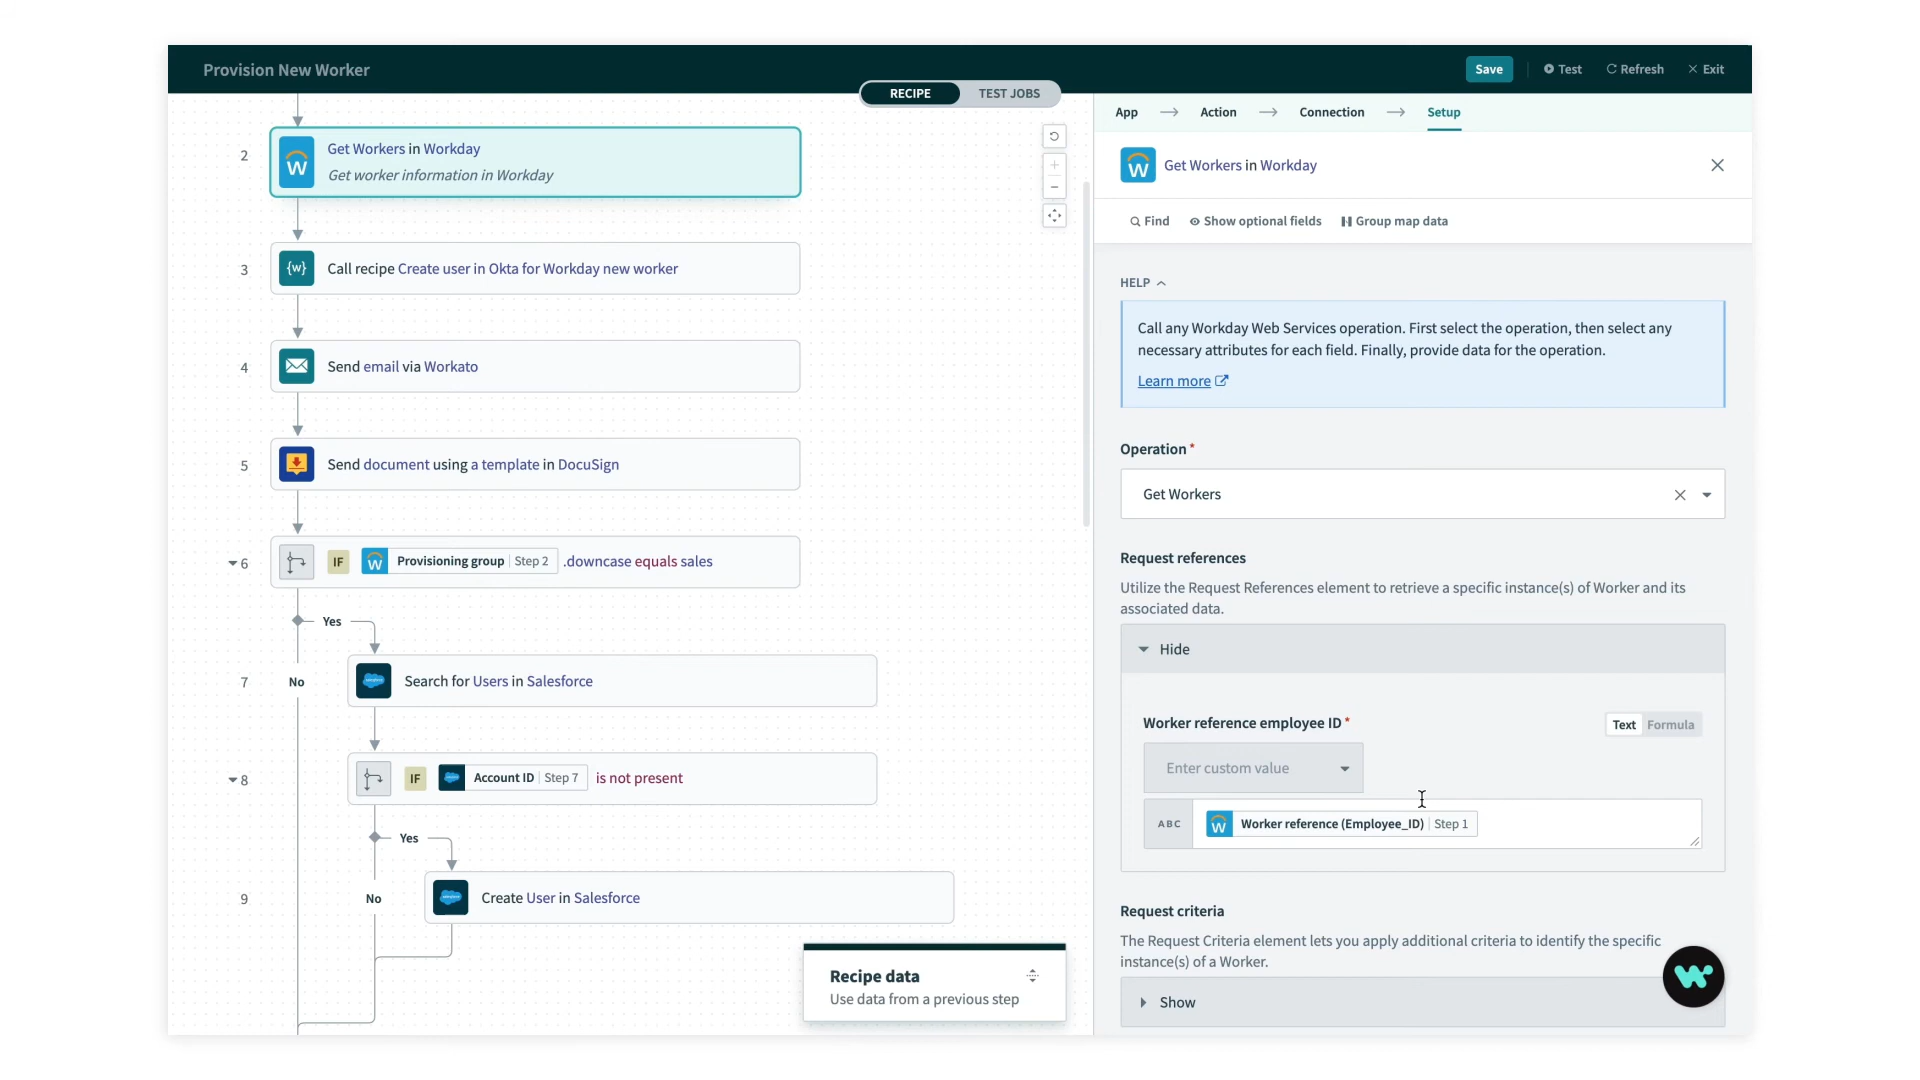 Provision New Worker
Save
Test
Refresh
Exit
RECIPE
TEST JOBS
App
Action
Connection
Setup
2
Get Workers in Workday
Get worker information in Workday
3
{w}
Call recipe Create user in Okta for Workday new worker
4
Send email via Workato
5
Send document using a template in DocuSign
6
IF
Provisioning group | Step 2
.downcase equals sales
Yes
7
No
Search for Users in Salesforce
8
IF
Account ID | Step 7
is not present
Yes
9
No
Create User in Salesforce
Recipe data
Use data from a previous step
Get Workers in Workday
Find
Show optional fields
Group map data
HELP
Call any Workday Web Services operation. First select the operation, then select any
necessary attributes for each field. Finally, provide data for the operation.
Learn more
Operation*
Get Workers
Request references
Utilize the Request References element to retrieve a specific instance(s) of Worker and its
associated data.
Hide
Worker reference employee ID*
Text
Formula
Enter custom value
ABC
Worker reference (Employee_ID) | Step 1
Request criteria
The Request Criteria element lets you apply additional criteria to identify the specific
instance(s) of a Worker.
Show